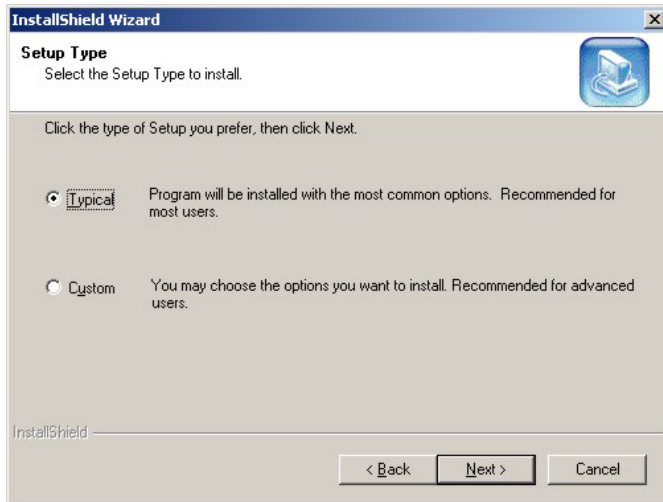 InstallShield Wizard
Setup Type
Select the Setup Type to install.
Click the type of Setup you prefer, then click Next.
Typical
Program will be installed with the most common options. Recommended for
most users.
Custom
You may choose the options you want to install. Recommended for advanced
users.
InstallShield
< Back
Next >
Cancel